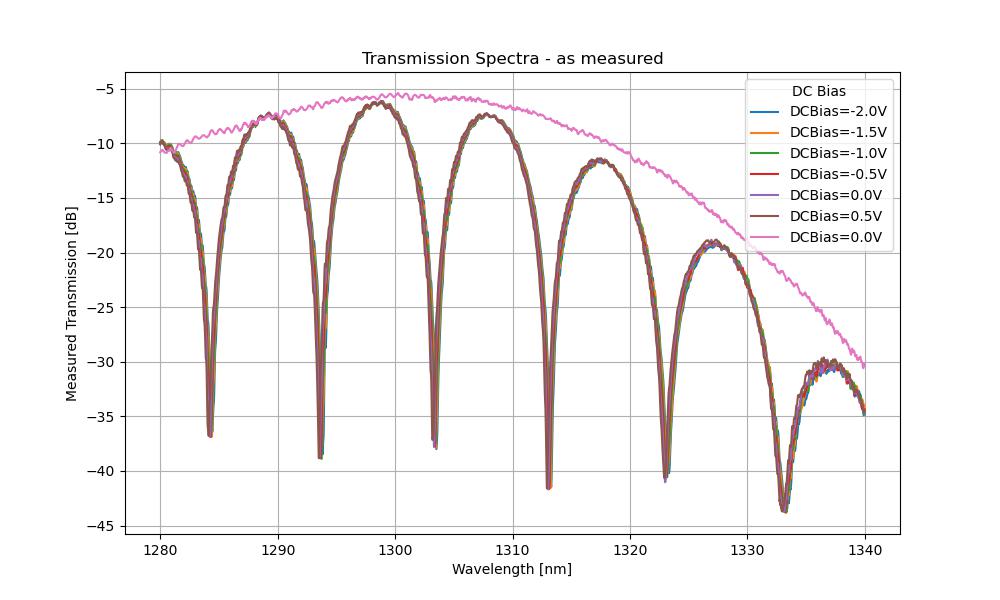 Transmission Spectra - as measured
Measured Transmission [dB]
−5
−10
−15
−20
−25
−30
−35
−40
−45
DC Bias
DCBias=-2.0V
DCBias=-1.5V
DCBias=-1.0V
DCBias=-0.5V
DCBias=0.0V
DCBias=0.5V
DCBias=0.0V
1280
1290
1300
1310
1320
1330
1340
Wavelength [nm]